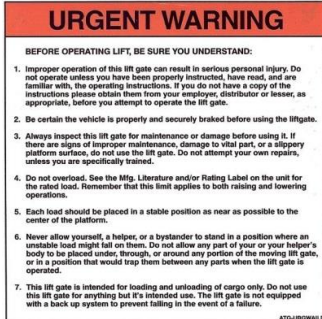 URGENT WARNING
BEFORE OPERATING LIFT, BE SURE YOU UNDERSTAND:
1. Improper operation of this lift gate can result in serious personal injury. Do
not operate unless you have been properly instructed, have read, and are
familiar with, the operating instructions. If you do not have a copy of the
instructions please obtain them from your employer, distributor or lesser, as
appropriate, before you attempt to operate the lift gate.
2. Be certain the vehicle is properly and securely braked before using the liftgate.
3. Always inspect this lift gate for maintenance or damage before using it. If
there are signs of improper maintenance, damage to vital part, or a slippery
platform surface, do not use the lift gate. Do not attempt your own repairs,
unless you are specifically trained.
4. Do not overload. See the Mfg. Literature and/or Rating Label on the unit for
the rated load. Remember that this limit applies to both raising and lowering
operations.
5. Each load should be placed in a stable position as near as possible to the
center of the platform.
6. Never allow yourself, a helper, or a bystander to stand in a position where an
unstable load might fall on them. Do not allow any part of your or your helper's
body to be placed under, through, or around any portion of the moving lift gate,
or in a position that would trap them between any parts when the lift gate is
operated.
7. This lift gate is intended for loading and unloading of cargo only. Do not use
this lift gate for anything but it's intended use. The lift gate is not equipped
with a back up system to prevent falling in the event of a failure.